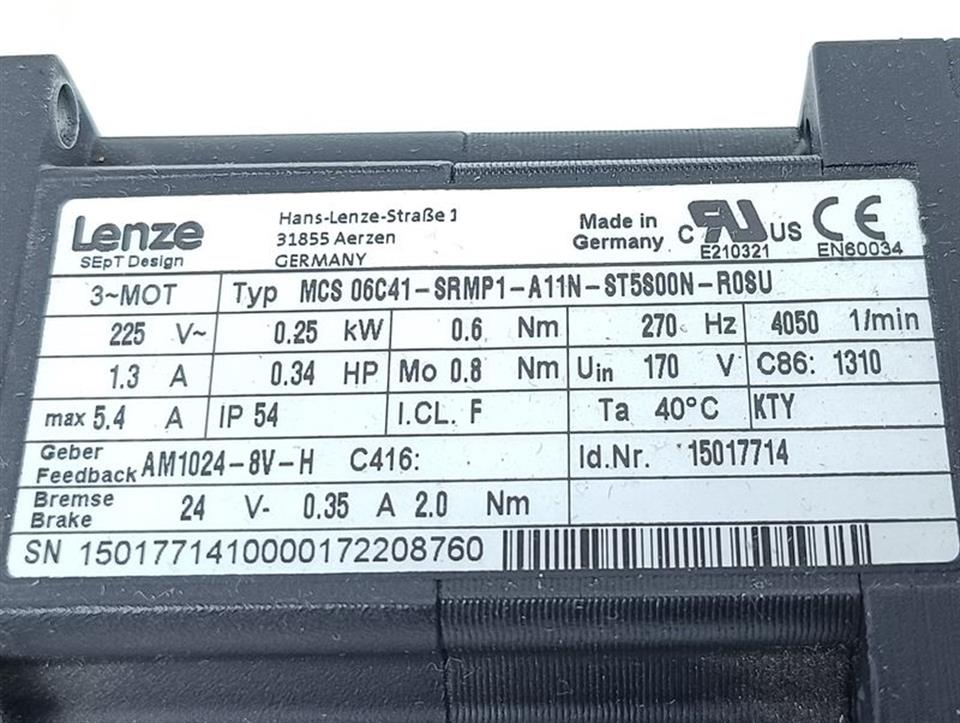 Lenze
SEpT Design
Hans-Lenze-Straße 1
31855 Aerzen
GERMANY
Made in
Germany
C RU US
E210321
CE
EN60034
3~MOT Typ MCS 06C41-SRMP1-A11N-ST5S00N-R0SU
225 V~ 0.25 kW 0.6 Nm 270 Hz 4050 1/min
1.3 A 0.34 HP Mo 0.8 Nm Uin 170 V C86: 1310
max 5.4 A IP 54 I.CL. F Ta 40°C KTY
Geber
Feedback AM1024-8V-H C416: Id.Nr. 15017714
Bremse
Brake 24 V- 0.35 A 2.0 Nm
SN 1501771410000172208760